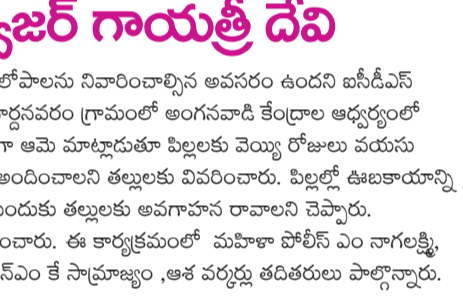 ్వైజర్ గాయత్రీ దేవి
లోపాలను నివారించాల్సిన అవసరం ఉందని ఐసీడీఎస్
ార్దనవరం గ్రామంలో అంగనవాడి కేంద్రాల ఆధ్వర్యంలో
ా ఆమె మాట్లాడుతూ పిల్లలకు వెయ్యి రోజులు వయసు
అందించాలని తల్లులకు వివరించారు. పిల్లల్లో ఊబకాయాన్ని
ందుకు తల్లులకు అవగాహన రావాలని చెప్పారు.
ంచారు. ఈ కార్యక్రమంలో మహిళా పోలీస్ ఎం నాగలక్ష్మి,
న్ఎం కే సామ్రాజ్యం ,ఆశ వర్కర్లు తదితరులు పాల్గొన్నారు.